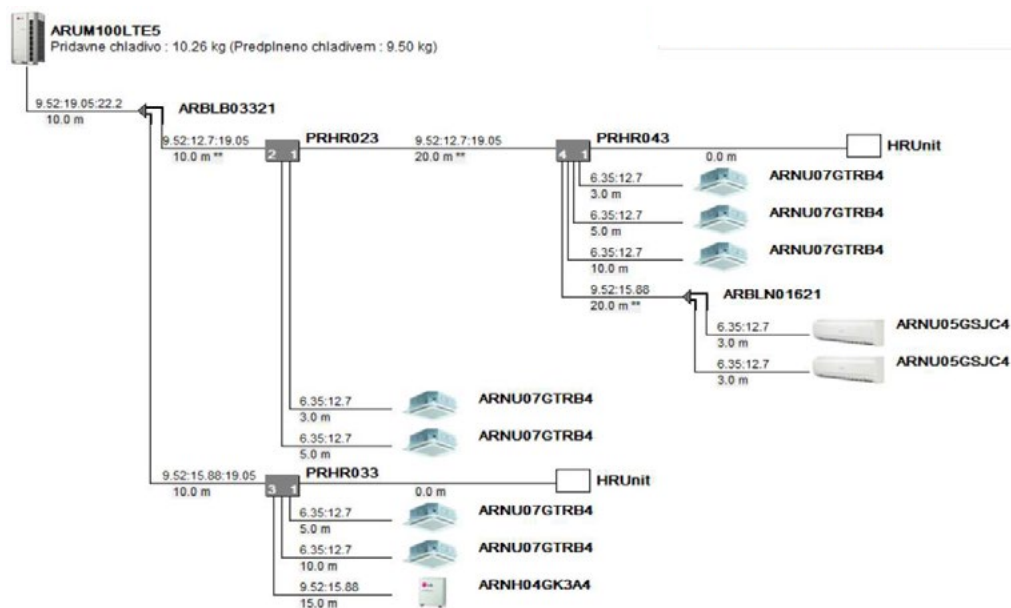 ARUM100LTE5
Pridavne chladivo : 10.26 kg (Predplneno chladivem : 9.50 kg)
9.52:19.05:22.2
10.0 m
ARBLB03321
9.52:12.7:19.05
10.0 m **
PRHR023
2 1
9.52:12.7:19.05
20.0 m **
PRHR043
4 1
0.0 m
HRUnit
6.35:12.7
3.0 m
ARNU07GTRB4
6.35:12.7
5.0 m
ARNU07GTRB4
6.35:12.7
10.0 m
ARNU07GTRB4
9.52:15.88
20.0 m **
ARBLN01621
6.35:12.7
3.0 m
ARNU05GSJC4
6.35:12.7
3.0 m
ARNU05GSJC4
6.35:12.7
3.0 m
ARNU07GTRB4
6.35:12.7
5.0 m
ARNU07GTRB4
9.52:15.88:19.05
10.0 m
PRHR033
3 1
0.0 m
HRUnit
6.35:12.7
5.0 m
ARNU07GTRB4
6.35:12.7
10.0 m
ARNU07GTRB4
9.52:15.88
15.0 m
ARNH04GK3A4